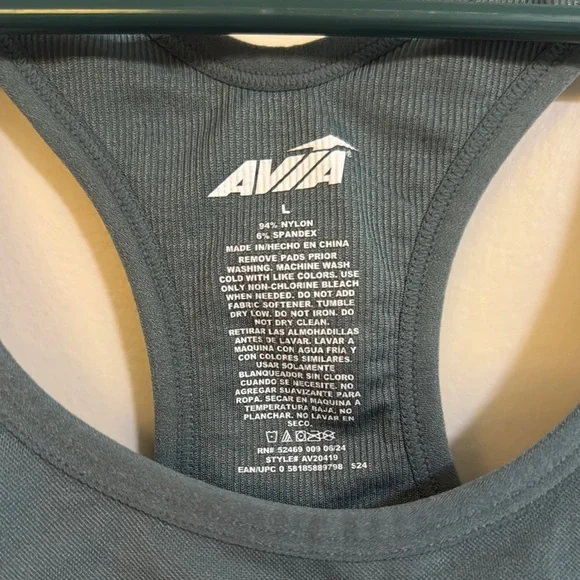 AVIA
L
94% NYLON
6% SPANDEX
MADE IN/HECHO EN CHINA
REMOVE PADS PRIOR
WASHING. MACHINE WASH
COLD WITH LIKE COLORS. USE
ONLY NON-CHLORINE BLEACH
WHEN NEEDED. DO NOT ADD
FABRIC SOFTENER. TUMBLE
DRY LOW. DO NOT IRON. DO
NOT DRY CLEAN.
RETIRAR LAS ALMOHADILLAS
ANTES DE LAVAR. LAVAR A
MAQUINA CON AGUA FRÍA Y
CON COLORES SIMILARES.
USAR SOLAMENTE
BLANQUEADOR SIN CLORO
CUANDO SE NECESITE. NO
AGREGAR SUAVIZANTE PARA
ROPA. SECAR EN MAQUINA A
TEMPERATURA BAJA. NO
PLANCHAR. NO LAVAR EN
SECO.
RN# 52469 009 06/24
STYLE# AV20419
EAN/UPC 0 58185889798 S24